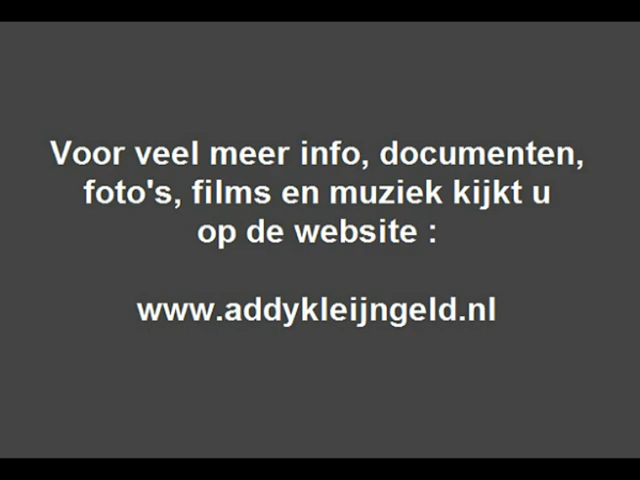 Voor veel meer info, documenten,
foto's, films en muziek kijkt u
op de website :
www.addykleijngeld.nl